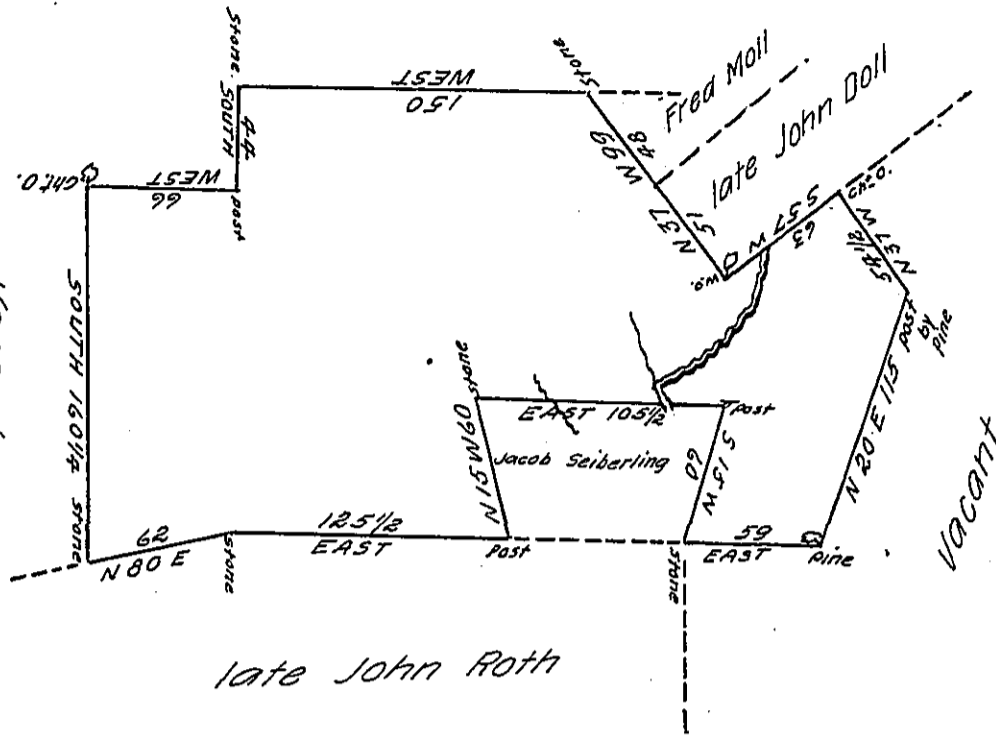 stone.
SOUTH
44
WEST
150
stone
Fred Moll
late John Doll
N 37 W 99
48
51
S 57 W
63
Ch.O.
N 37 W
54 1/2
post
by
pine
W.O.
Cht.O.
WEST
66
post
SOUTH 160 1/4
stone
62
N 80 E
stone
125 1/2
EAST
post
N 15 W 60
stone
EAST 105 1/2
post
Jacob Seiberling
S 15 W
60
59
EAST
stone
pine
N 20 E 115
Vacant
late John Roth